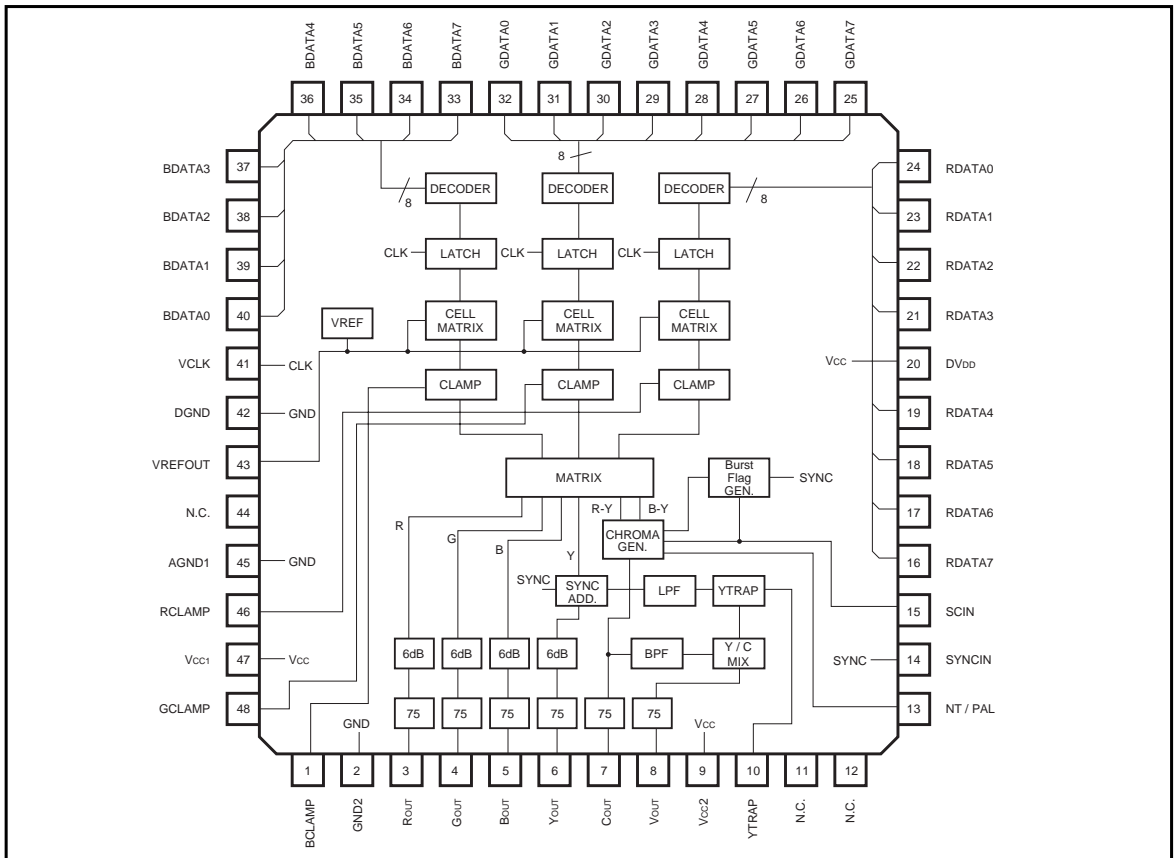 BDATA4 BDATA5 BDATA6 BDATA7 GDATA0 GDATA1 GDATA2 GDATA3 GDATA4 GDATA5 GDATA6 GDATA7
36 35 34 33 32 31 30 29 28 27 26 25
BDATA3 37
BDATA2 38
BDATA1 39
BDATA0 40
VCLK 41 CLK
DGND 42 GND
VREFOUT 43
N.C. 44
AGND1 45 GND
RCLAMP 46
VCC1 47 VCC
GCLAMP 48
24 RDATA0
23 RDATA1
22 RDATA2
21 RDATA3
VCC 20 DVDD
19 RDATA4
18 RDATA5
17 RDATA6
16 RDATA7
15 SCIN
SYNC 14 SYNCIN
13 NT / PAL
8
8 DECODER DECODER DECODER 8
CLK LATCH CLK LATCH CLK LATCH
VREF
CELL MATRIX CELL MATRIX CELL MATRIX
CLAMP CLAMP CLAMP
MATRIX
Burst
Flag
GEN.
SYNC
R-Y B-Y
R G B Y
CHROMA
GEN.
SYNC
SYNC
ADD.
LPF YTRAP
6dB 6dB 6dB 6dB BPF
Y / C
MIX
75 75 75 75 75 75
GND VCC
1 2 3 4 5 6 7 8 9 10 11 12
BCLAMP GND2 ROUT GOUT BOUT YOUT COUT VOUT VCC2 YTRAP N.C. N.C.